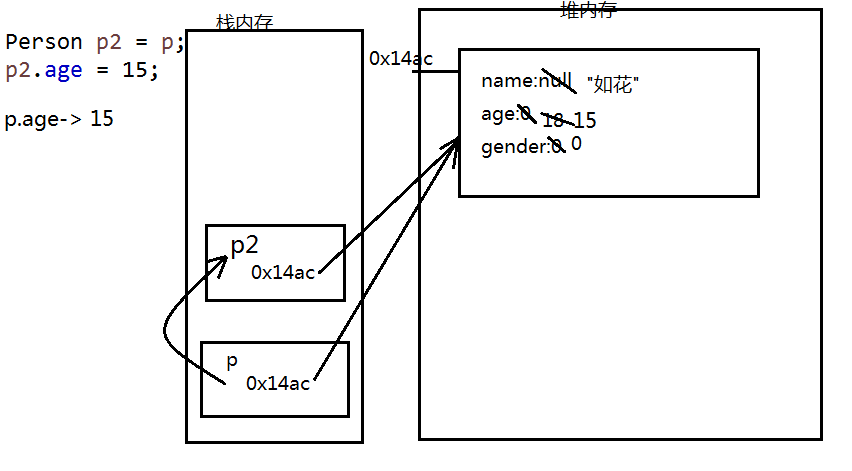 Person p2 = p;
p2.age = 15;
p.age-> 15
栈内存
p2
0x14ac
p
0x14ac
堆内存
0x14ac
name:null "如花"
age:0 18 15
gender:0 0